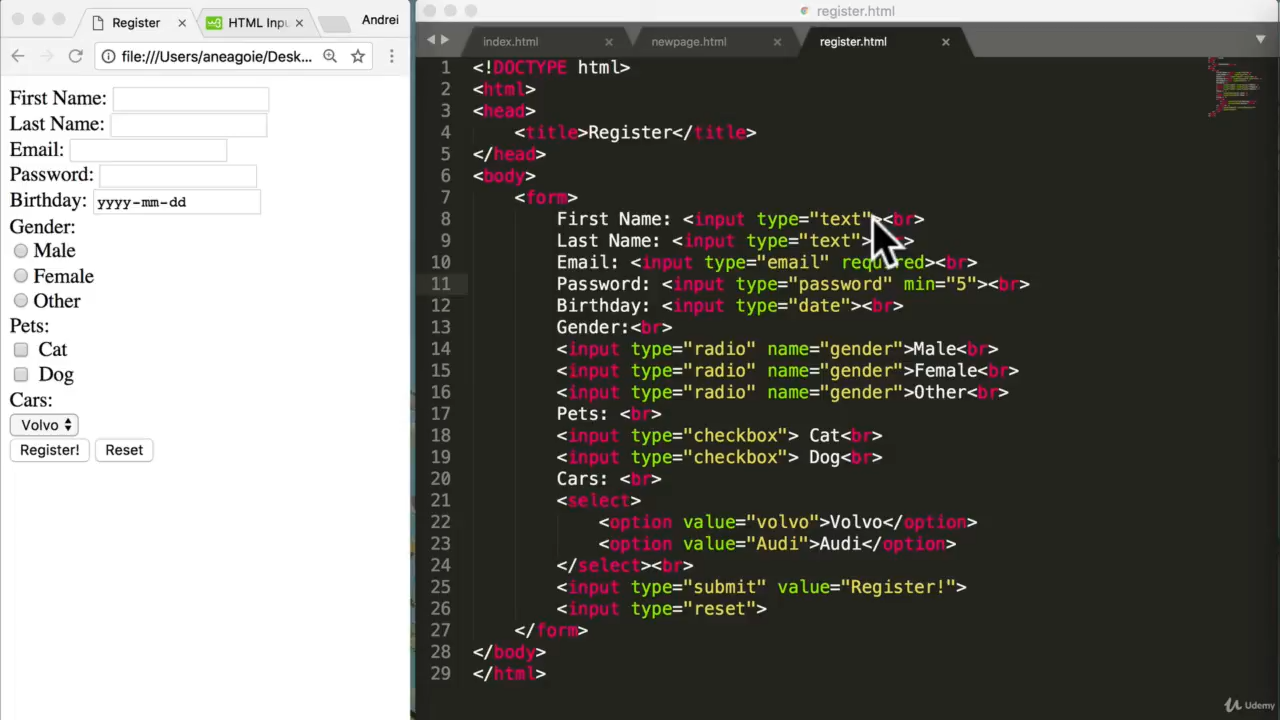 Register
HTML Inpu
Andrei
file:///Users/aneagoie/Desk...
First Name:
Last Name:
Email:
Password:
Birthday: yyyy-mm-dd
Gender:
Male
Female
Other
Pets:
Cat
Dog
Cars:
Volvo
Register! Reset
register.html
index.html newpage.html register.html
1 <!DOCTYPE html>
2 <html>
3 <head>
4 <title>Register</title>
5 </head>
6 <body>
7 <form>
8 First Name: <input type="text"><br>
9 Last Name: <input type="text">
10 Email: <input type="email" required><br>
11 Password: <input type="password" min="5"><br>
12 Birthday: <input type="date"><br>
13 Gender:<br>
14 <input type="radio" name="gender">Male<br>
15 <input type="radio" name="gender">Female<br>
16 <input type="radio" name="gender">Other<br>
17 Pets: <br>
18 <input type="checkbox"> Cat<br>
19 <input type="checkbox"> Dog<br>
20 Cars: <br>
21 <select>
22 <option value="volvo">Volvo</option>
23 <option value="Audi">Audi</option>
24 </select><br>
25 <input type="submit" value="Register!">
26 <input type="reset">
27 </form>
28 </body>
29 </html>
Udemy